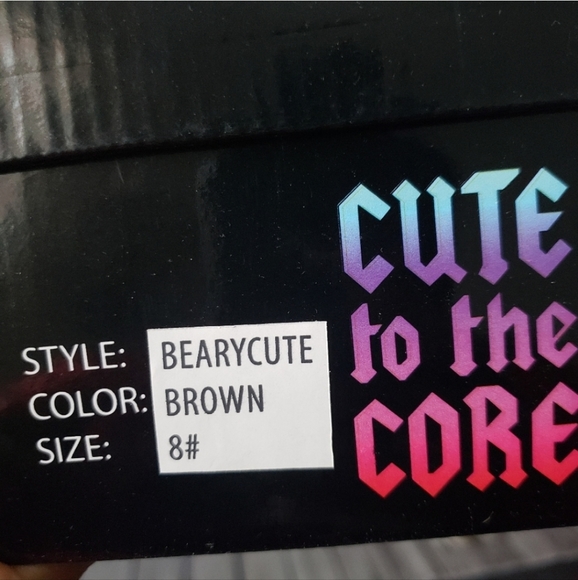 STYLE: BEARYCUTE
COLOR: BROWN
SIZE: 8#
CUTE
to the
CORE